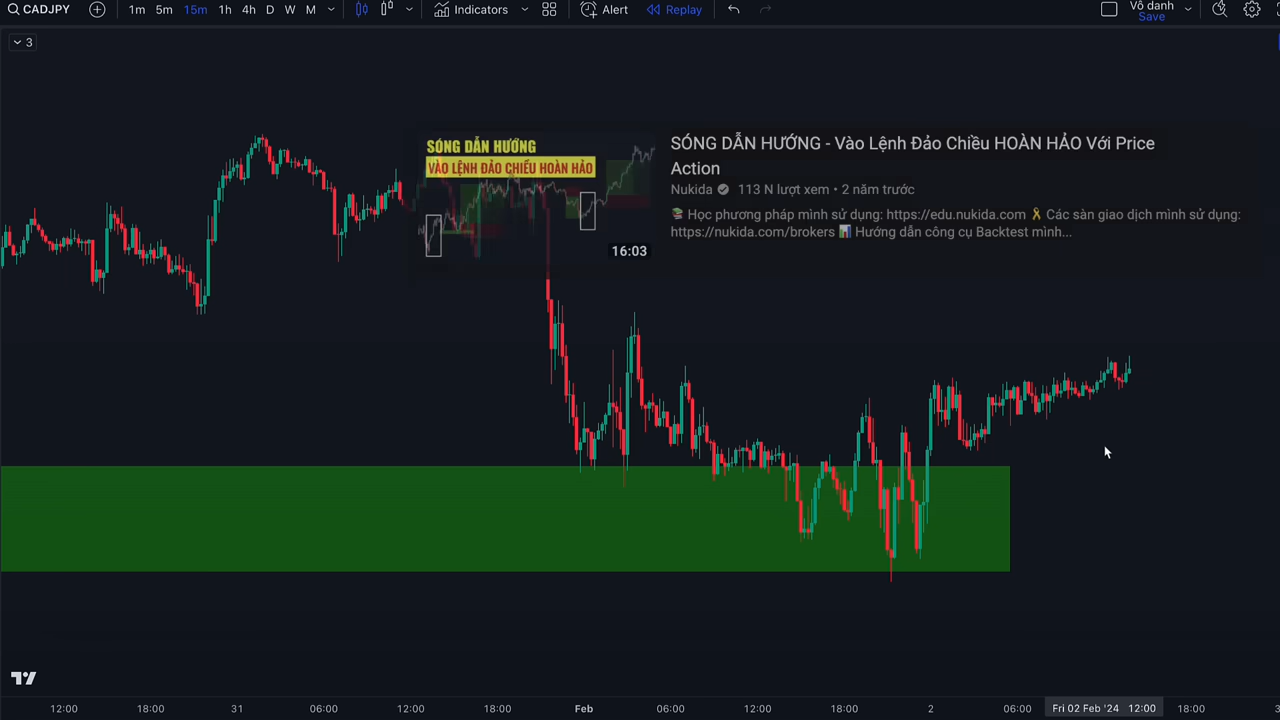 CADJPY 1m 5m 15m 1h 4h D W M Indicators Alert Replay Vô danh
Save
3
SÓNG DẪN HƯỚNG
VÀO LỆNH ĐẢO CHIỀU HOÀN HẢO
16:03
SÓNG DẪN HƯỚNG - Vào Lệnh Đảo Chiều HOÀN HẢO Với Price
Action
Nukida 113 N lượt xem • 2 năm trước
📚 Học phương pháp mình sử dụng: https://edu.nukida.com 🎗️ Các sàn giao dịch mình sử dụng:
https://nukida.com/brokers 📊 Hướng dẫn công cụ Backtest mình...
12:00 18:00 31 06:00 12:00 18:00 Feb 06:00 12:00 18:00 2 06:00 Fri 02 Feb '24 12:00 18:00